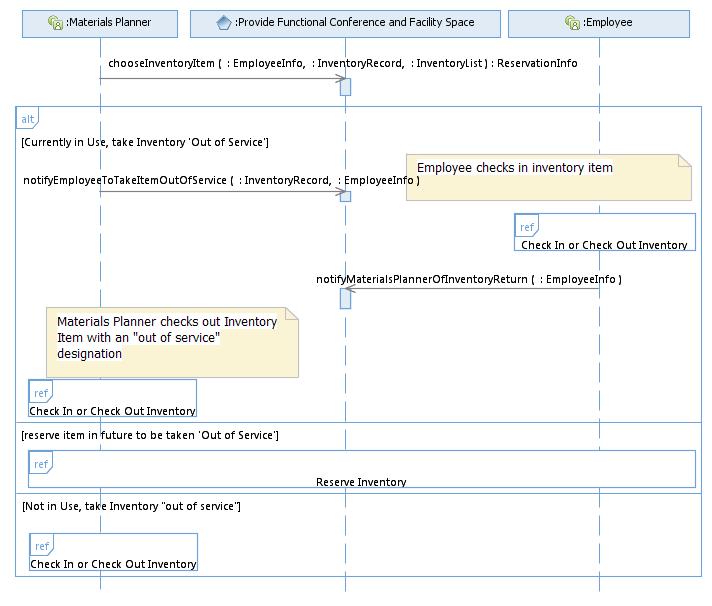 :Materials Planner
:Provide Functional Conference and Facility Space
:Employee
chooseInventoryItem ( : EmployeeInfo, : InventoryRecord, : InventoryList ) : ReservationInfo
alt
[Currently in Use, take Inventory 'Out of Service']
Employee checks in inventory item
notifyEmployeeToTakeItemOutOfService ( : InventoryRecord, : EmployeeInfo )
ref
Check In or Check Out Inventory
notifyMaterialsPlannerOfInventoryReturn ( : EmployeeInfo )
Materials Planner checks out Inventory
Item with an "out of service"
designation
ref
Check In or Check Out Inventory
[reserve item in future to be taken 'Out of Service']
ref
Reserve Inventory
[Not in Use, take Inventory "out of service"]
ref
Check In or Check Out Inventory